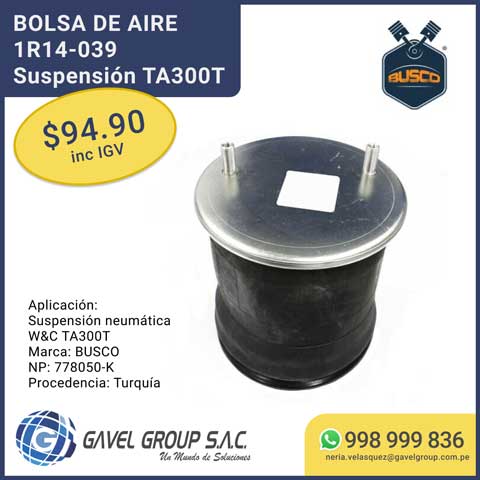 BOLSA DE AIRE
1R14-039
Suspensión TA300T
BUSCO
$94.90
inc IGV
Aplicación:
Suspensión neumática
W&C TA300T
Marca: BUSCO
NP: 778050-K
Procedencia: Turquía
GAVEL GROUP S.A.C.
Un Mundo de Soluciones
998 999 836
neria.velasquez@gavelgroup.com.pe